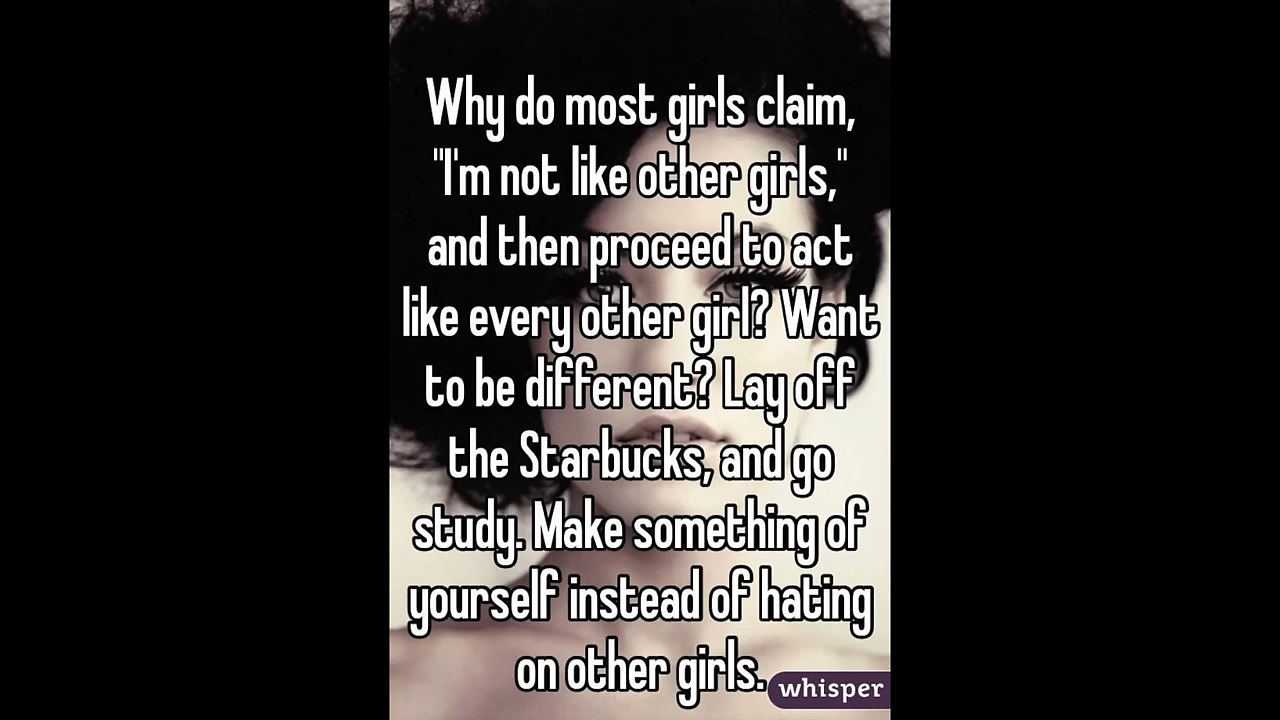 Why do most girls claim,
"I'm not like other girls,"
and then proceed to act
like every other girl? Want
to be different? Lay off
the Starbucks, and go
study. Make something of
yourself instead of hating
on other girls.
whisper